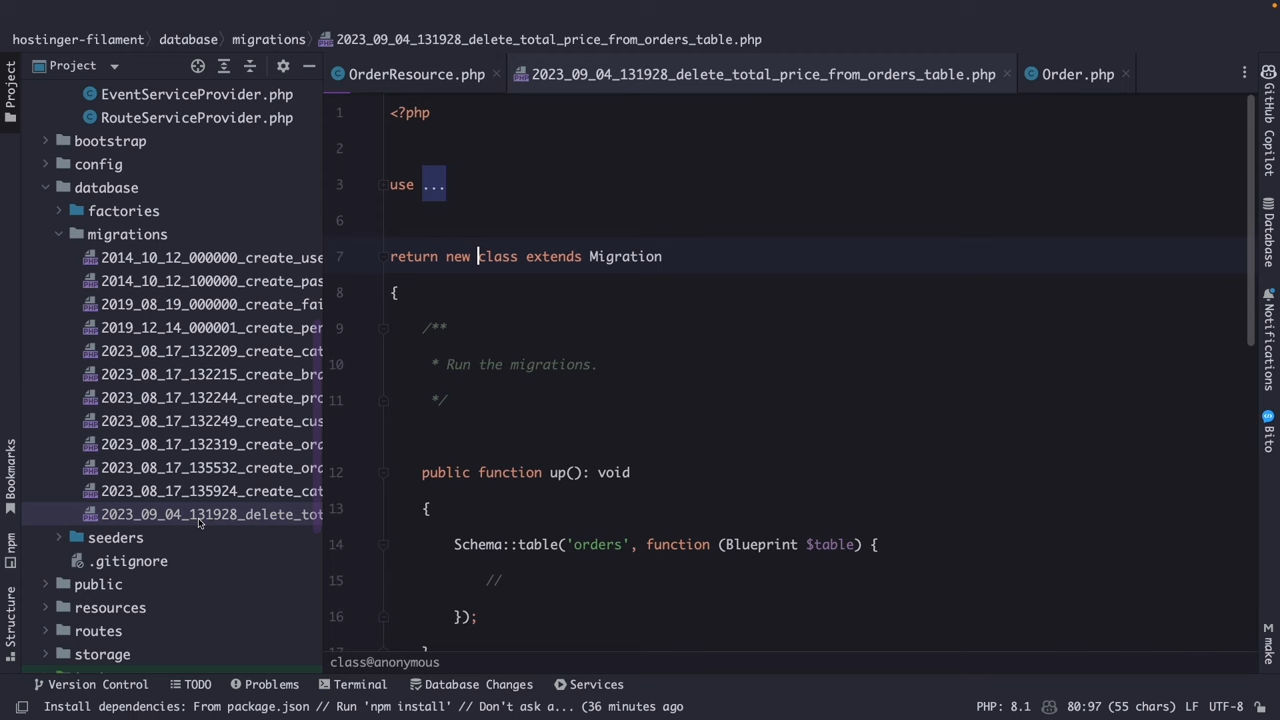 hostinger-filament database migrations 2023_09_04_131928_delete_total_price_from_orders_table.php
Project
OrderResource.php
2023_09_04_131928_delete_total_price_from_orders_table.php
Order.php
Project
EventServiceProvider.php
RouteServiceProvider.php
bootstrap
config
database
factories
migrations
2014_10_12_000000_create_use
2014_10_12_100000_create_pas
2019_08_19_000000_create_fai
2019_12_14_000001_create_per
2023_08_17_132209_create_cat
2023_08_17_132215_create_bra
2023_08_17_132244_create_pro
2023_08_17_132249_create_cus
2023_08_17_132319_create_ord
2023_08_17_135532_create_ord
2023_08_17_135924_create_cat
2023_09_04_131928_delete_tot
seeders
.gitignore
public
resources
routes
storage
Bookmarks
npm
Structure
1 <?php
2
3 use ...
6
7 return new class extends Migration
8 {
9 /**
10 * Run the migrations.
11 */
12 public function up(): void
13 {
14 Schema::table('orders', function (Blueprint $table) {
15 //
16 });
17 }
class@anonymous
GitHub Copilot
Database
Notifications
Bito
make
Version Control
TODO
Problems
Terminal
Database Changes
Services
Install dependencies: From package.json // Run 'npm install' // Don't ask a... (36 minutes ago
PHP: 8.1
80:97 (55 chars)
LF
UTF-8